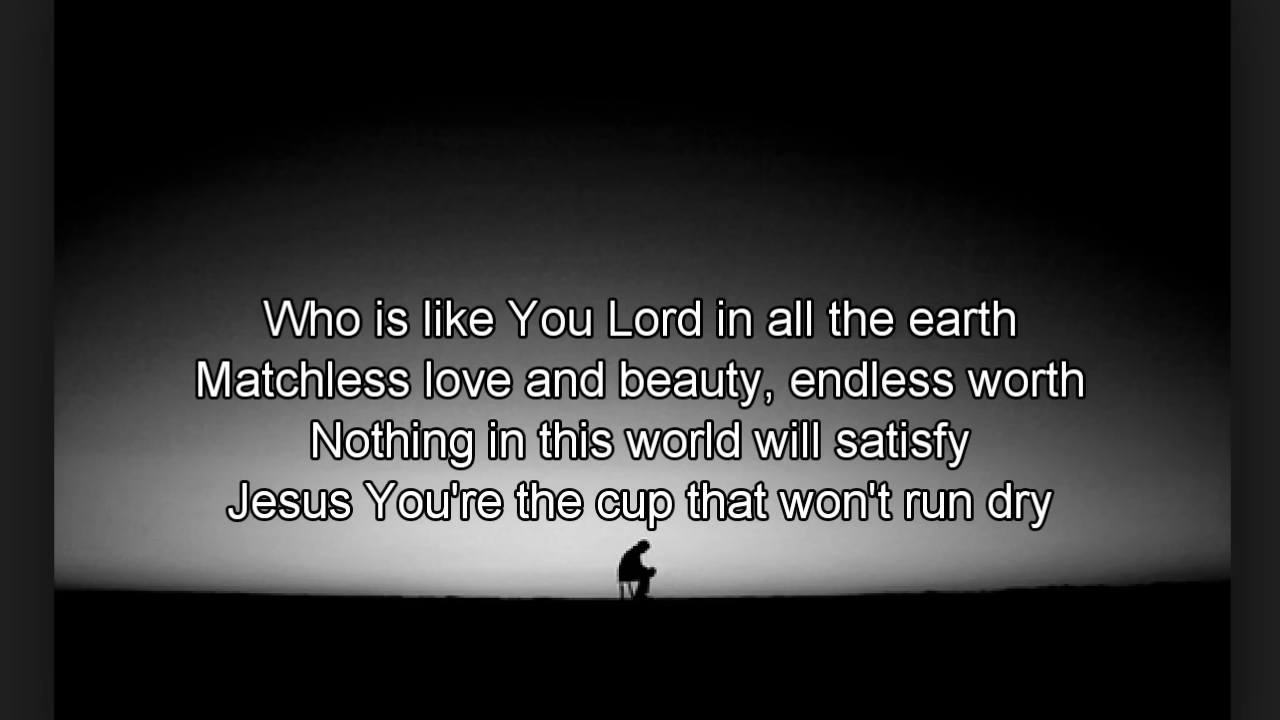 Who is like You Lord in all the earth
Matchless love and beauty, endless worth
Nothing in this world will satisfy
Jesus You're the cup that won't run dry